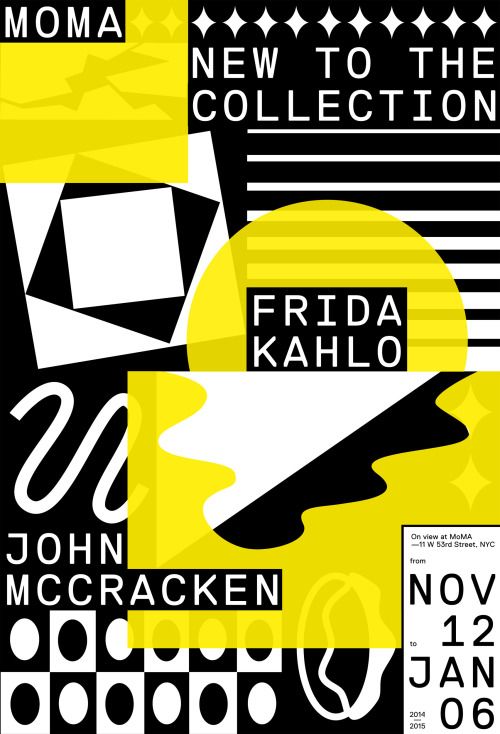 MOMA
NEW TO THE
COLLECTION
FRIDA
KAHLO
JOHN
MCCRACKEN
On view at MoMA
—11 W 53rd Street, NYC
from
NOV
12
to
JAN
06
2014
2015